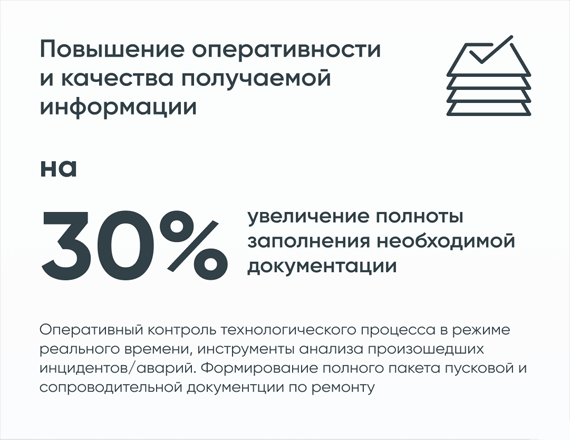 Повышение оперативности
и качества получаемой
информации
на
30%
увеличение полноты
заполнения необходимой
документации
Оперативный контроль технологического процесса в режиме
реального времени, инструменты анализа произошедших
инцидентов/аварий. Формирование полного пакета пусковой и
сопроводительной документции по ремонту